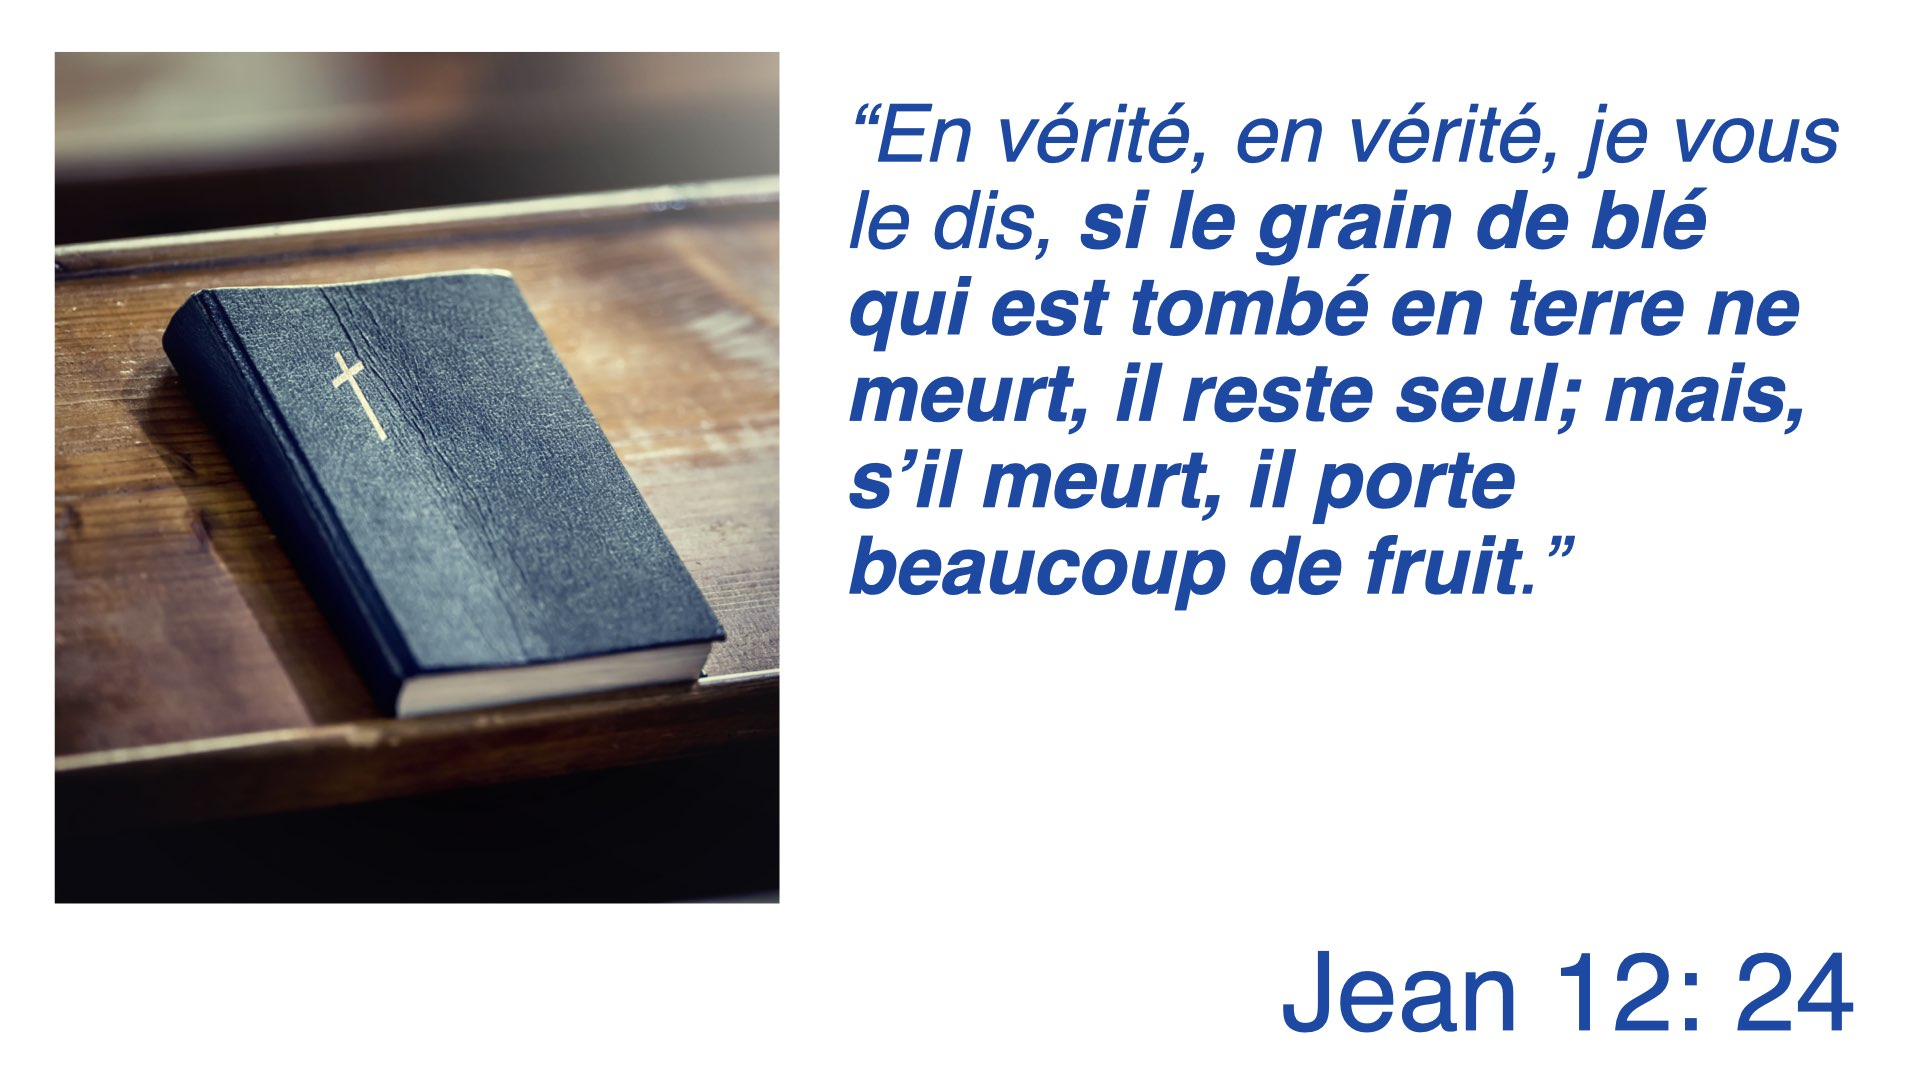 “En vérité, en vérité, je vous
le dis, si le grain de blé
qui est tombé en terre ne
meurt, il reste seul; mais,
s’il meurt, il porte
beaucoup de fruit.”
Jean 12: 24